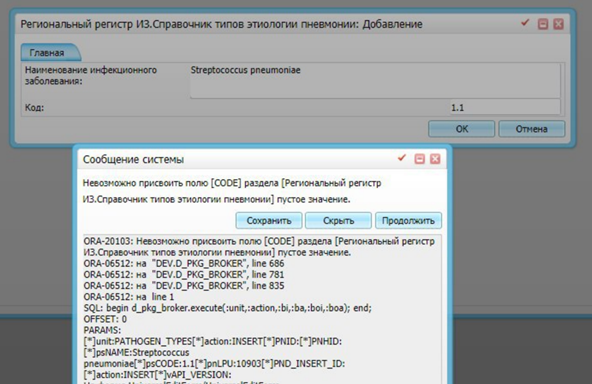 Региональный регистр ИЗ.Справочник типов этиологии пневмонии: Добавление
Главная
Наименование инфекционного
заболевания:
Streptococcus pneumoniae
Код:
1.1
ОК
Отмена
Сообщение системы
Невозможно присвоить полю [CODE] раздела [Региональный регистр
ИЗ.Справочник типов этиологии пневмонии] пустое значение.
Сохранить
Скрыть
Продолжить
ORA-20103: Невозможно присвоить полю [CODE] раздела [Региональный регистр
ИЗ.Справочник типов этиологии пневмонии] пустое значение.
ORA-06512: на "DEV.D_PKG_BROKER", line 686
ORA-06512: на "DEV.D_PKG_BROKER", line 781
ORA-06512: на "DEV.D_PKG_BROKER", line 835
ORA-06512: на line 1
SQL: begin d_pkg_broker.execute(:unit,:action,:bi,:ba,:boi,:boa); end;
OFFSET: 0
PARAMS:
[*]unit:PATHOGEN_TYPES[*]action:INSERT[*]PNID:[*]PNHID:
[*]psNAME:Streptococcus
pneumoniae[*]psCODE:1.1[*]pnLPU:10903[*]PND_INSERT_ID:
[*]action:INSERT[*]vAPI_VERSION: